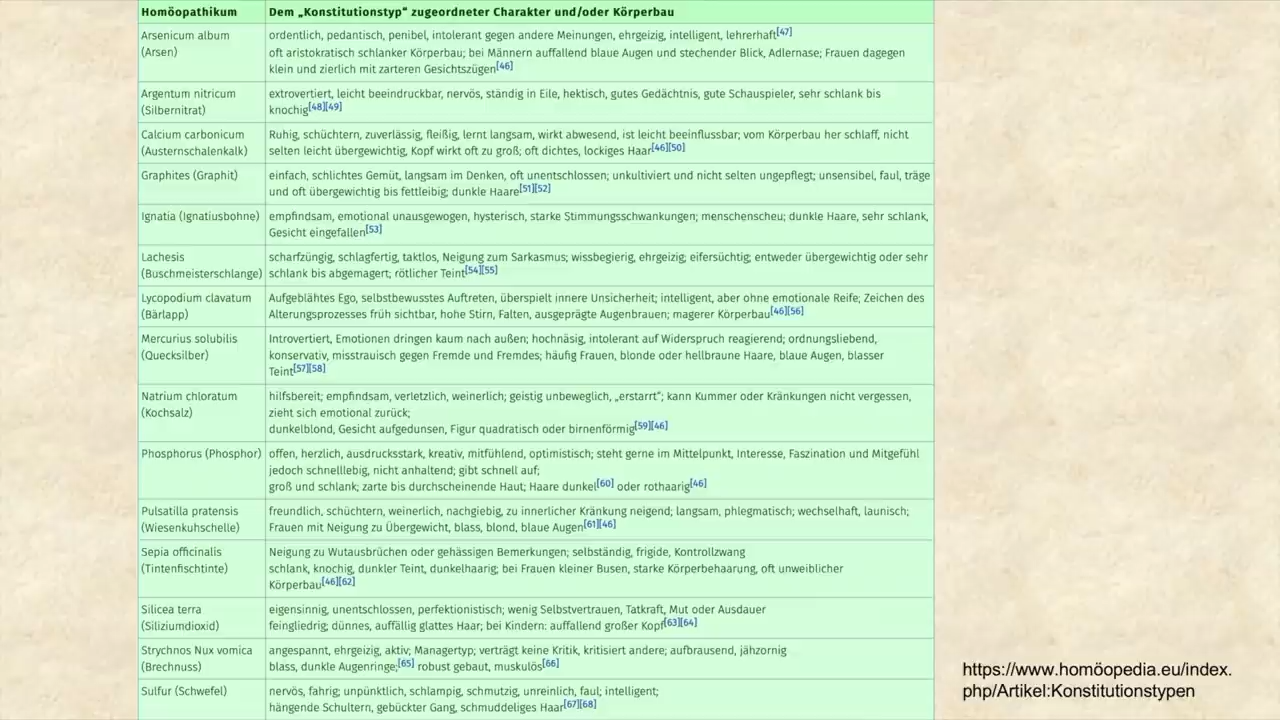 Homöopathikum Dem „Konstitutionstyp“ zugeordneter Charakter und/oder Körperbau
Arsenicum album
(Arsen)
ordentlich, pedantisch, penibel, intolerant gegen andere Meinungen, ehrgeizig, intelligent, lehrerhaft[47]
oft aristokratisch schlanker Körperbau; bei Männern auffallend blaue Augen und stechender Blick, Adlernase; Frauen dagegen
klein und zierlich mit zarteren Gesichtszügen[46]
Argentum nitricum
(Silbernitrat)
extrovertiert, leicht beeindruckbar, nervös, ständig in Eile, hektisch, gutes Gedächtnis, gute Schauspieler, sehr schlank bis
knochig[48][49]
Calcium carbonicum
(Austernschalenkalk)
Ruhig, schüchtern, zuverlässig, fleißig, lernt langsam, wirkt abwesend, ist leicht beeinflussbar; vom Körperbau her schlaff, nicht
selten leicht übergewichtig, Kopf wirkt oft zu groß; oft dichtes, lockiges Haar[46][50]
Graphites (Graphit)
einfach, schlichtes Gemüt, langsam im Denken, oft unentschlossen; unkultiviert und nicht selten ungepflegt; unsensibel, faul, träge
und oft übergewichtig bis fettleibig; dunkle Haare[51][52]
Ignatia (Ignatiusbohne)
empfindsam, emotional unausgewogen, hysterisch, starke Stimmungsschwankungen; menschenscheu; dunkle Haare, sehr schlank,
Gesicht eingefallen[53]
Lachesis
(Buschmeisterschlange)
scharfzüngig, schlagfertig, taktlos, Neigung zum Sarkasmus; wissbegierig, ehrgeizig; eifersüchtig; entweder übergewichtig oder sehr
schlank bis abgemagert; rötlicher Teint[54][55]
Lycopodium clavatum
(Bärlapp)
Aufgeblähtes Ego, selbstbewusstes Auftreten, überspielt innere Unsicherheit; intelligent, aber ohne emotionale Reife; Zeichen des
Alterungsprozesses früh sichtbar, hohe Stirn, Falten, ausgeprägte Augenbrauen; magerer Körperbau[46][56]
Mercurius solubilis
(Quecksilber)
Introvertiert, Emotionen dringen kaum nach außen; hochnäsig, intolerant auf Widerspruch reagierend; ordnungsliebend,
konservativ, misstrauisch gegen Fremde und Fremdes; häufig Frauen, blonde oder hellbraune Haare, blaue Augen, blasser
Teint[57][58]
Natrium chloratum
(Kochsalz)
hilfsbereit; empfindsam, verletzlich, weinerlich; geistig unbeweglich, „erstarrt“; kann Kummer oder Kränkungen nicht vergessen,
zieht sich emotional zurück;
dunkelblond, Gesicht aufgedunsen, Figur quadratisch oder birnenförmig[59][46]
Phosphorus (Phosphor)
offen, herzlich, ausdrucksstark, kreativ, mitfühlend, optimistisch; steht gerne im Mittelpunkt, Interesse, Faszination und Mitgefühl
jedoch schnelllebig, nicht anhaltend; gibt schnell auf;
groß und schlank; zarte bis durchscheinende Haut; Haare dunkel[60] oder rothaarig[46]
Pulsatilla pratensis
(Wiesenkuhschelle)
freundlich, schüchtern, weinerlich, nachgiebig, zu innerlicher Kränkung neigend; langsam, phlegmatisch; wechselhaft, launisch;
Frauen mit Neigung zu Übergewicht, blass, blond, blaue Augen[61][46]
Sepia officinalis
(Tintenfischtinte)
Neigung zu Wutausbrüchen oder gehässigen Bemerkungen; selbständig, frigide, Kontrollzwang
schlank, knochig, dunkler Teint, dunkelhaarig; bei Frauen kleiner Busen, starke Körperbehaarung, oft unweiblicher
Körperbau[46][62]
Silicea terra
(Siliziumdioxid)
eigensinnig, unentschlossen, perfektionistisch; wenig Selbstvertrauen, Tatkraft, Mut oder Ausdauer
feingliedrig; dünnes, auffällig glattes Haar; bei Kindern: auffallend großer Kopf[63][64]
Strychnos Nux vomica
(Brechnuss)
angespannt, ehrgeizig, aktiv; Managertyp; verträgt keine Kritik, kritisiert andere; aufbrausend, jähzornig
blass, dunkle Augenringe;[65] robust gebaut, muskulös[66]
Sulfur (Schwefel)
nervös, fahrig; unpünktlich, schlampig, schmutzig, unreinlich, faul; intelligent;
hängende Schultern, gebückter Gang, schmuddeliges Haar[67][68]
https://www.homöopedia.eu/index.
php/Artikel:Konstitutionstypen